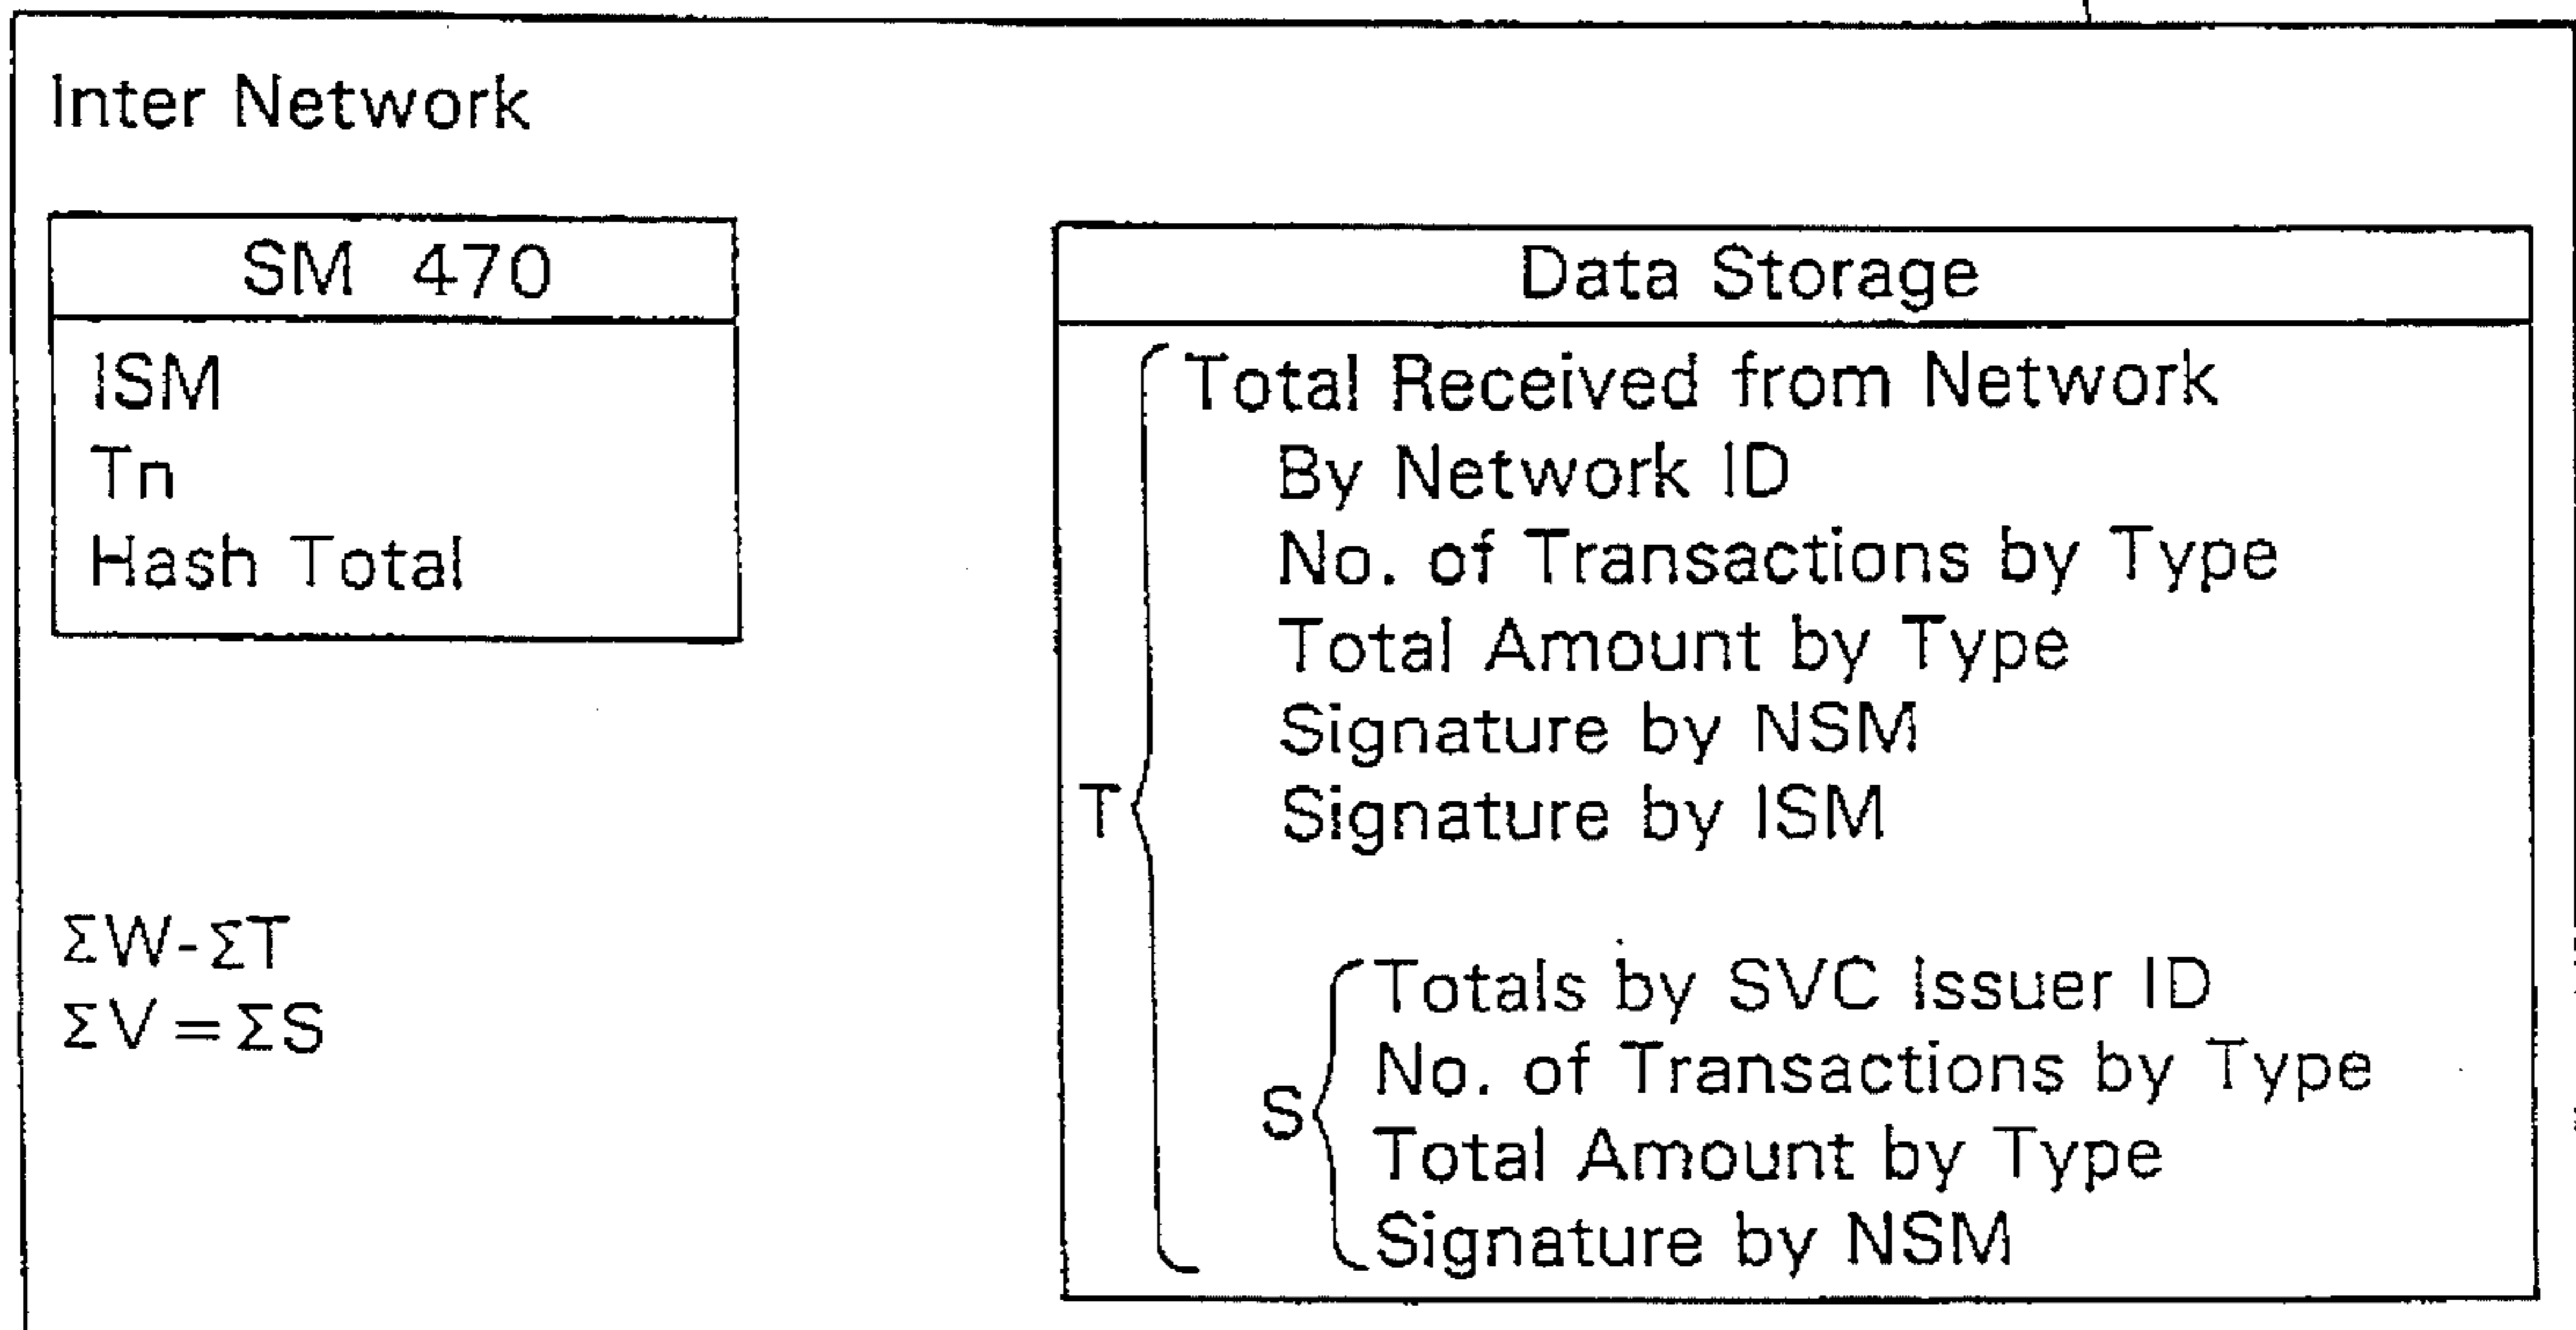 Inter Network
SM 470
ISM
Tn
Hash Total
ΣW-ΣT
ΣV=ΣS
Data Storage
T
Total Received from Network
By Network ID
No. of Transactions by Type
Total Amount by Type
Signature by NSM
Signature by ISM
S
Totals by SVC Issuer ID
No. of Transactions by Type
Total Amount by Type
Signature by NSM